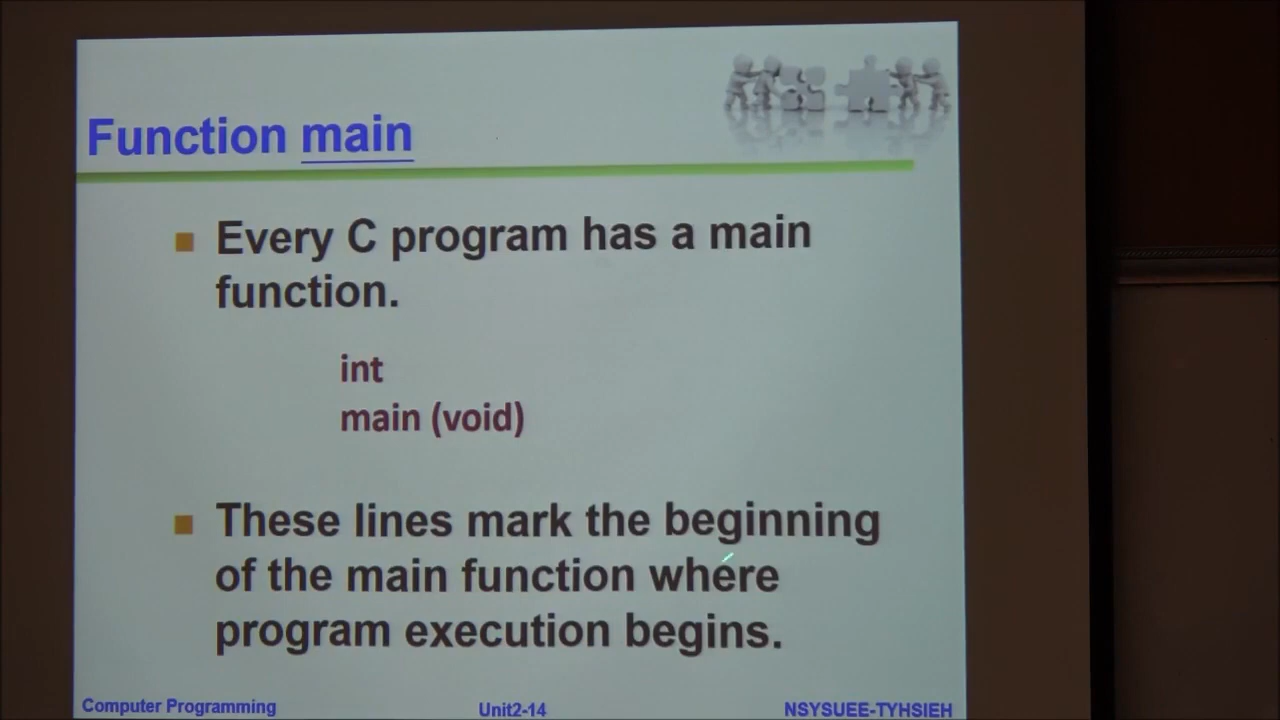 Function main
Every C program has a main
function.
int
main (void)
These lines mark the beginning
of the main function where
program execution begins.
Computer Programming
Unit2-14
NSYSUEE-TYHSIEH